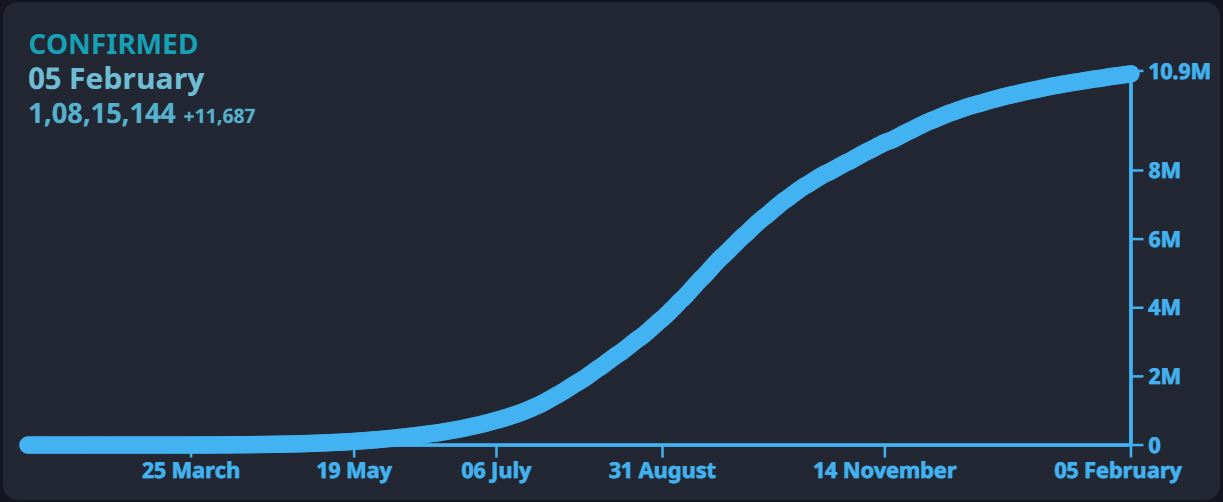 CONFIRMED
05 February
1,08,15,144 +11,687
10.9M
8M
6M
4M
2M
0
25 March 19 May 06 July 31 August 14 November 05 February